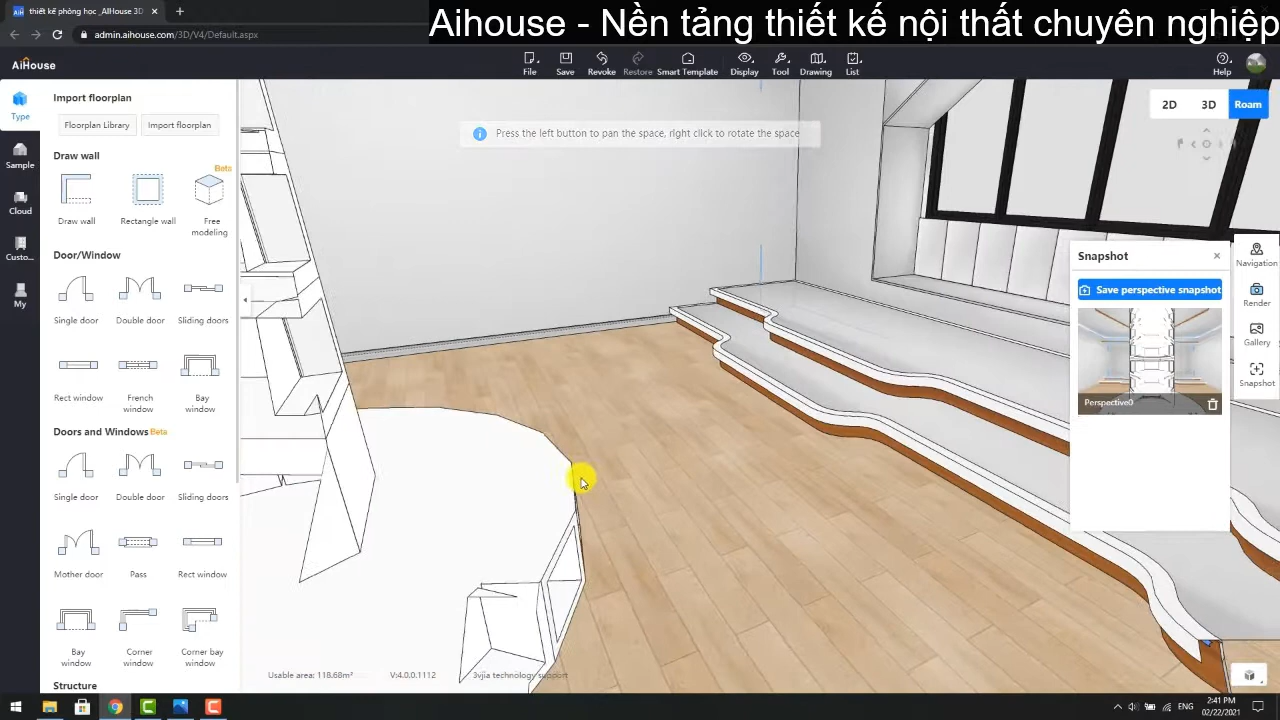 Aihouse - Nền tảng thiết kế nội thất chuyên nghiệp
thiết kế phòng học _AIHouse 3D
admin.aihouse.com/3D/V4/Default.aspx
AiHouse
File
Save
Revoke
Restore
Smart Template
Display
Tool
Drawing
List
Help
Type
Sample
Cloud
Custo...
My
Import floorplan
Floorplan Library
Import floorplan
Draw wall
Beta
Draw wall
Rectangle wall
Free modeling
Door/Window
Single door
Double door
Sliding doors
Rect window
French window
Bay window
Doors and Windows Beta
Single door
Double door
Sliding doors
Mother door
Pass
Rect window
Bay window
Corner window
Corner bay window
Structure
Press the left button to pan the space, right click to rotate the space
2D
3D
Roam
Snapshot
Save perspective snapshot
Perspective0
Navigation
Render
Gallery
Snapshot
Usable area: 118.68m²
V:4.0.0.1112
3vjia technology support
ENG
2:41 PM
02/22/2021